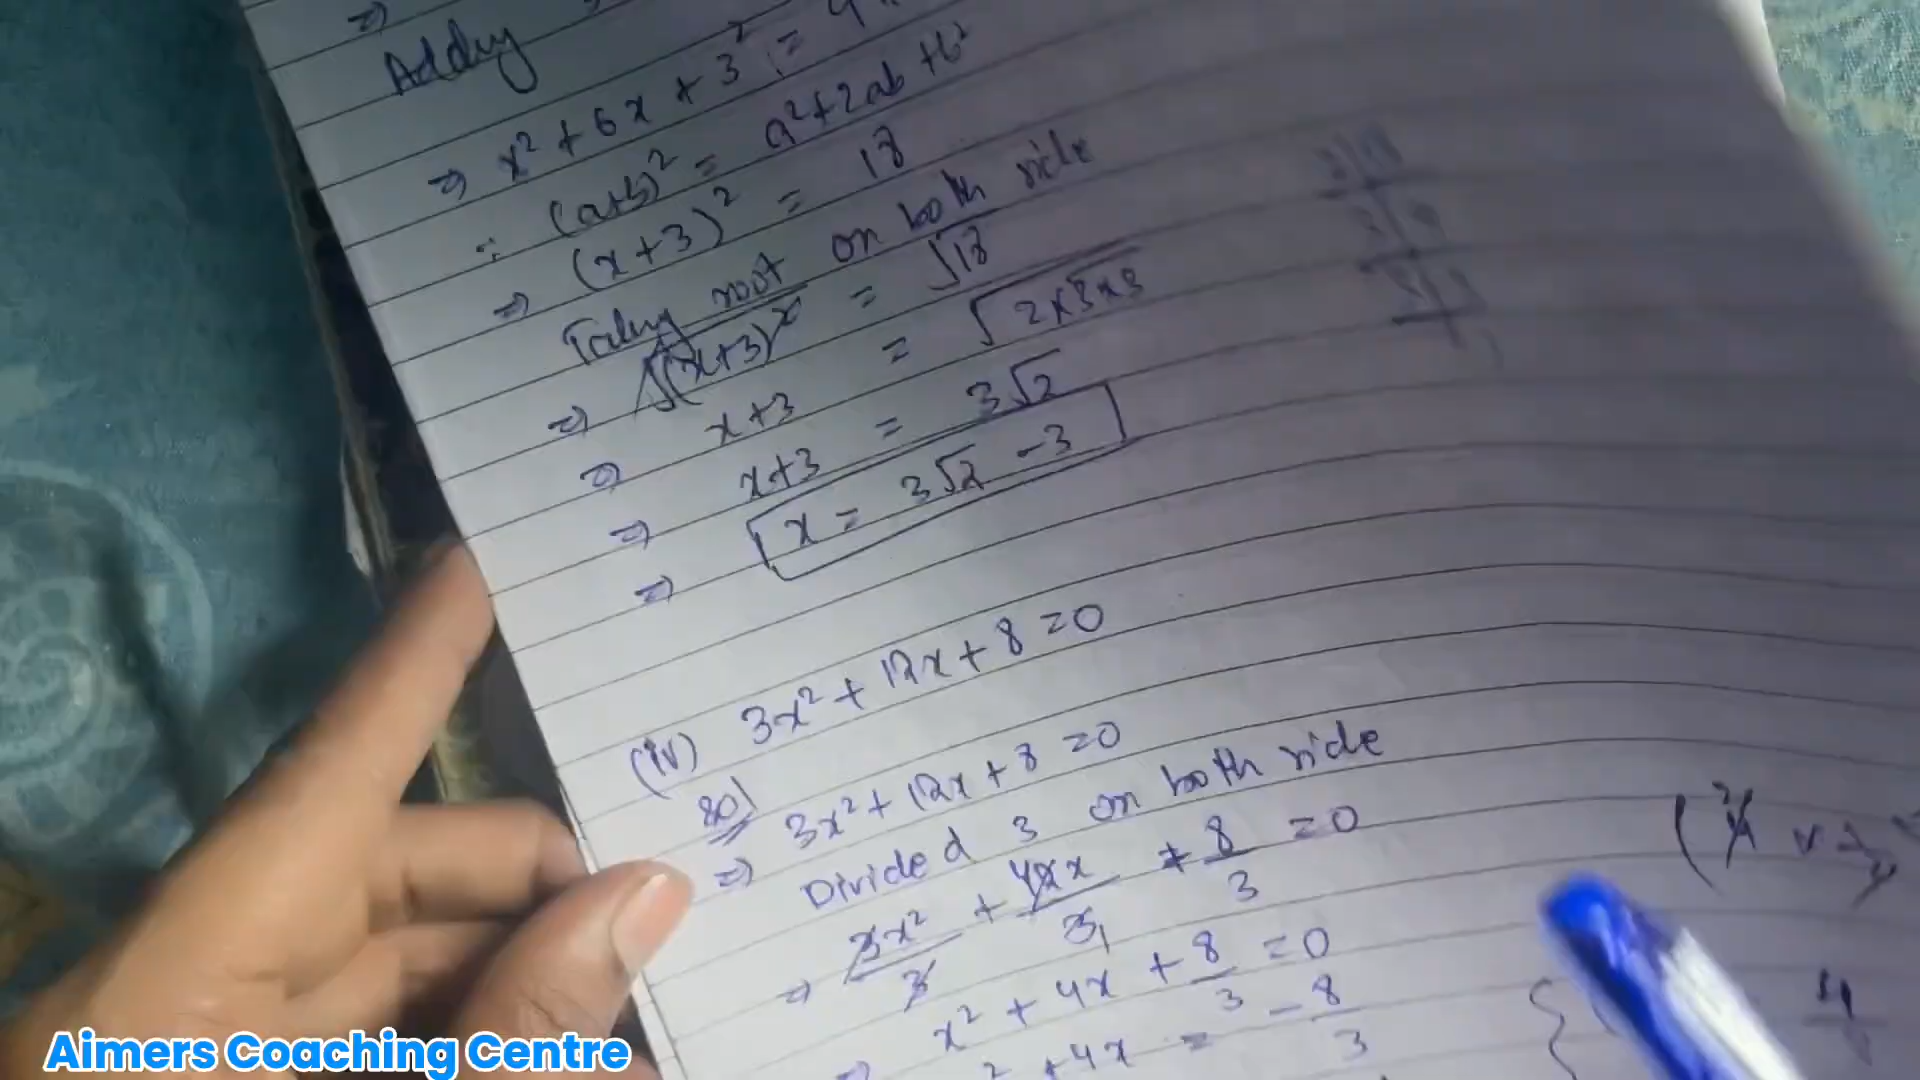 ⇒
Adding
⇒ x² + 6x + 3² = 9
∵ (a+b)² = a²+2ab+b²
⇒ (x+3)² = 18
Taking root on both side
⇒ √(x+3)² = √18
⇒ x+3 = √2×3×3
⇒ x+3 = 3√2
⇒ x = 3√2 - 3
(iv) 3x² + 12x + 8 = 0
Sol
⇒ 3x² + 12x + 8 = 0
Divided 3 on both side
⇒ 3x²/3 + 12x/3 + 8/3 = 0
x² + 4x + 8/3 = 0
⇒ x² + 4x = -8/3
Aimers Coaching Centre